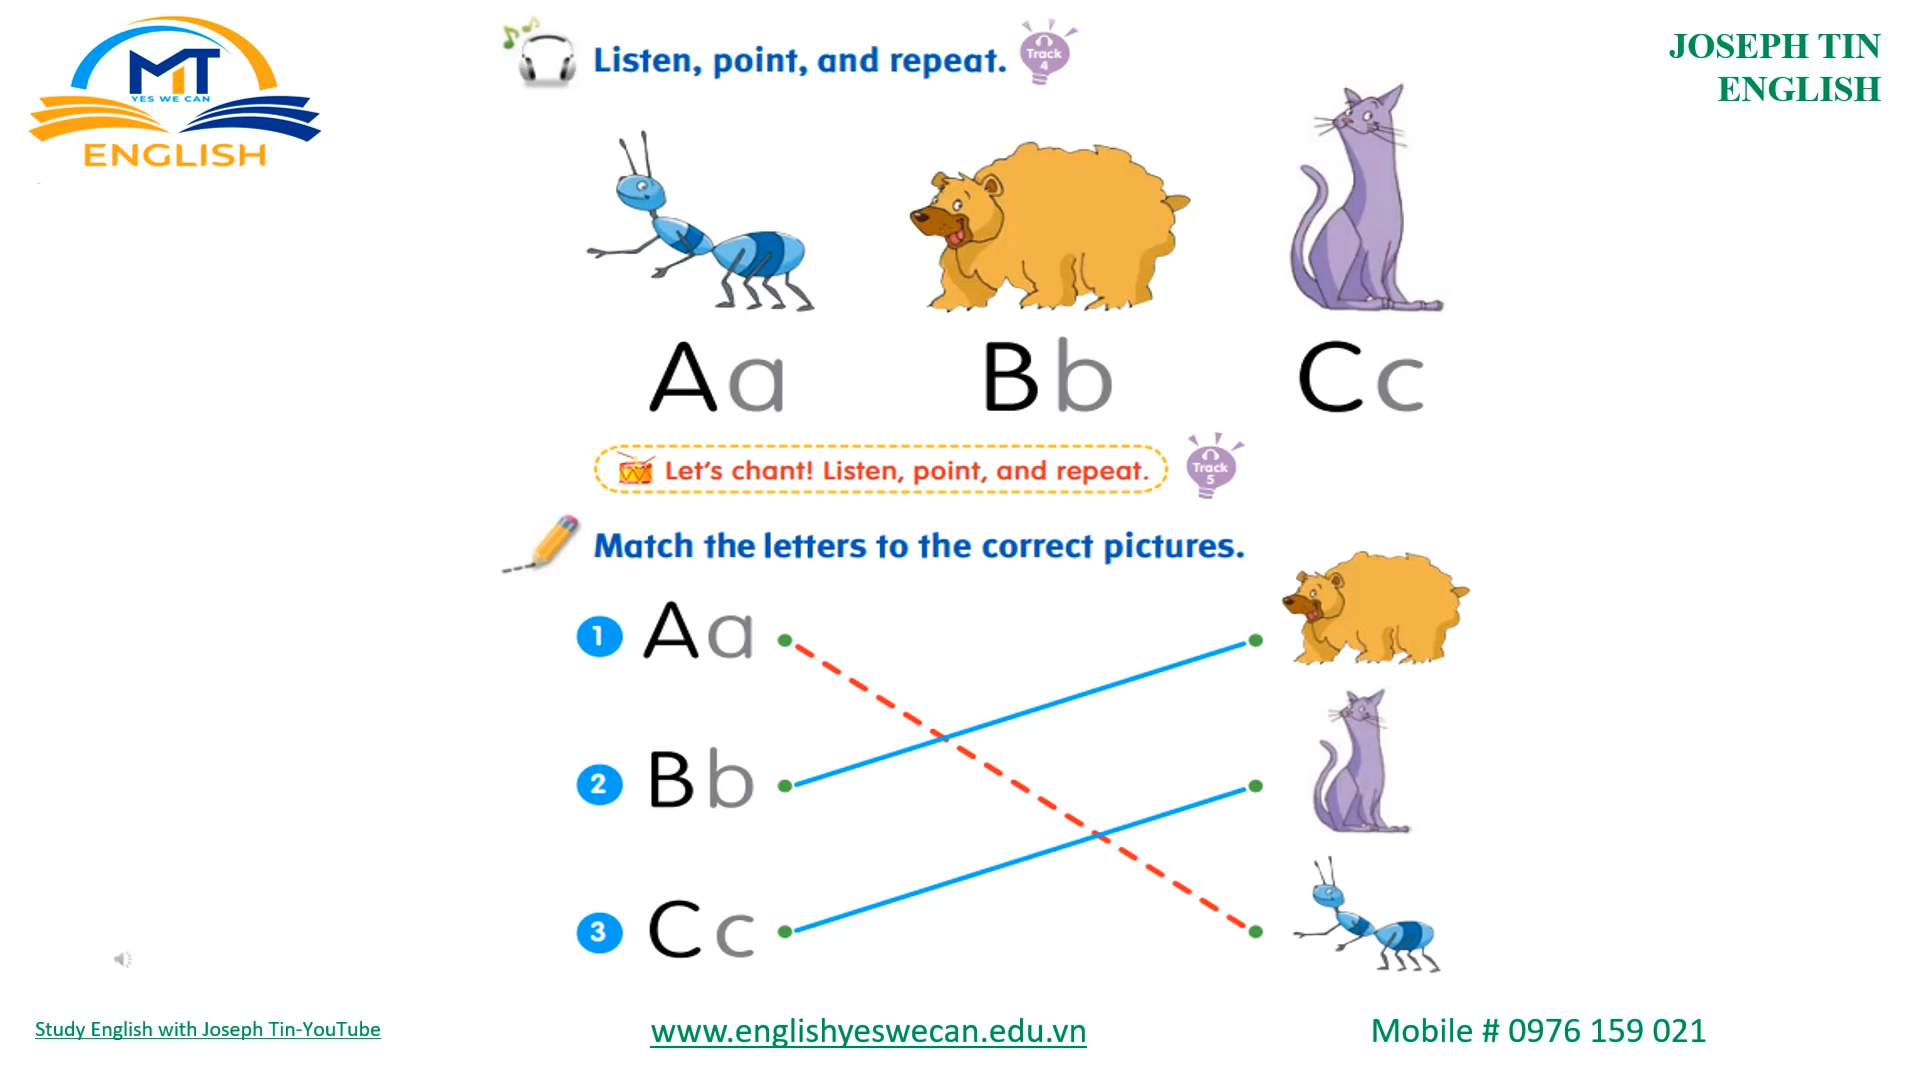 MTT
YES WE CAN
ENGLISH
Listen, point, and repeat.
Track
4
JOSEPH TIN
ENGLISH
Aa
Bb
Cc
Let's chant! Listen, point, and repeat.
Track
5
Match the letters to the correct pictures.
1 Aa
2 Bb
3 Cc
Study English with Joseph Tin-YouTube
www.englishyeswecan.edu.vn
Mobile # 0976 159 021